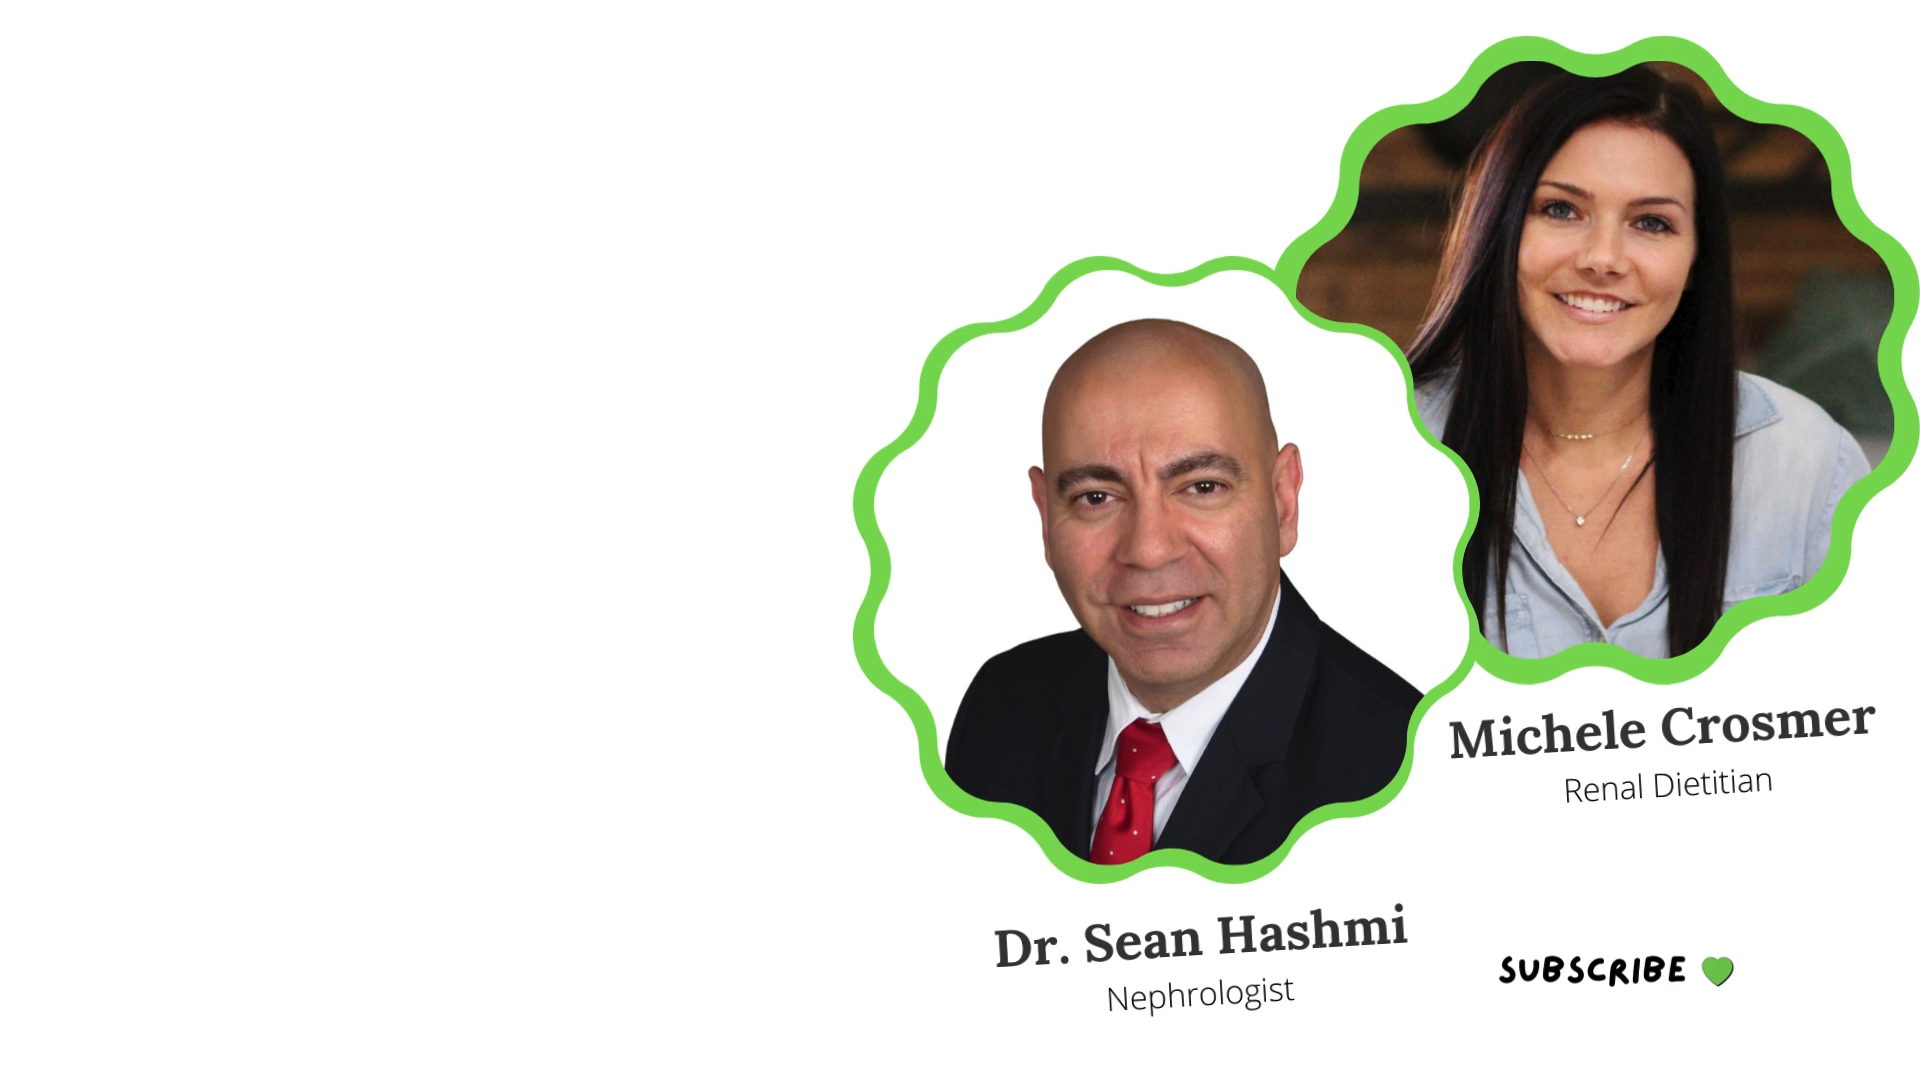 Michele Crosmer
Renal Dietitian
Dr. Sean Hashmi
Nephrologist
SUBSCRIBE